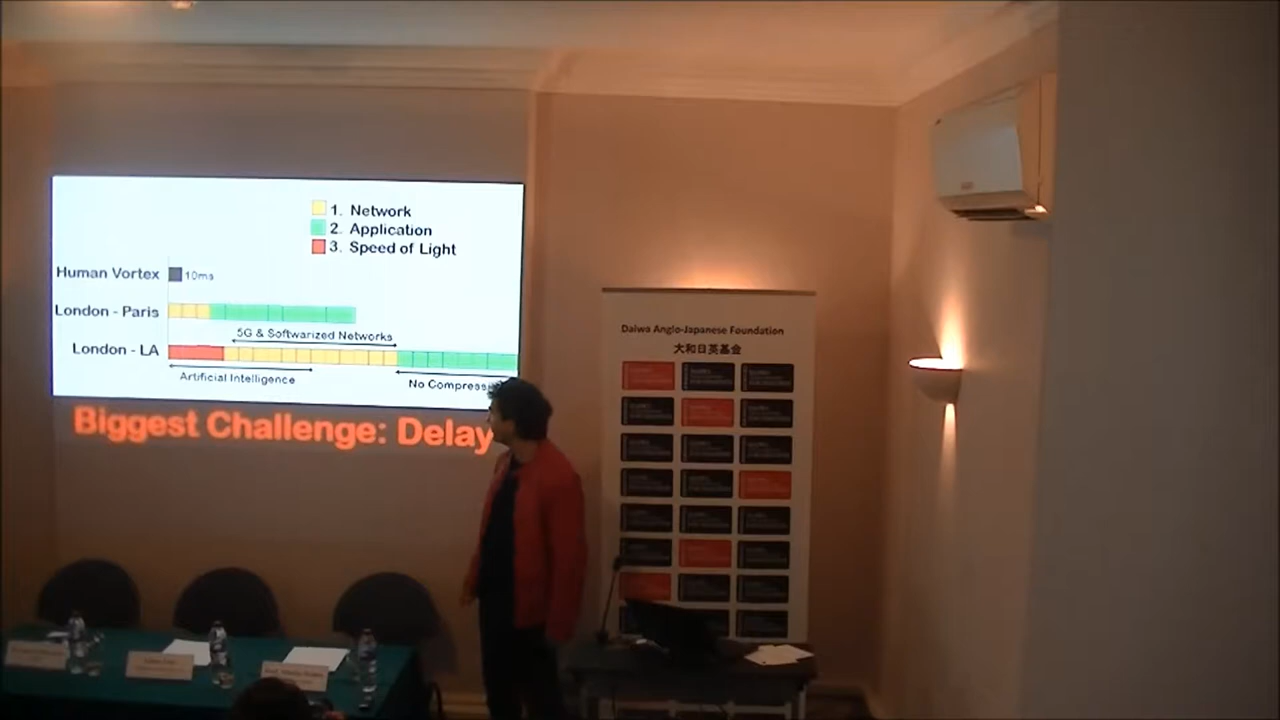 1. Network
2. Application
3. Speed of Light
Human Vortex
10ms
London - Paris
5G & Softwarized Networks
London - LA
Artificial Intelligence
No Compress
Biggest Challenge: Delay
Daiwa Anglo-Japanese Foundation
大和日英基金